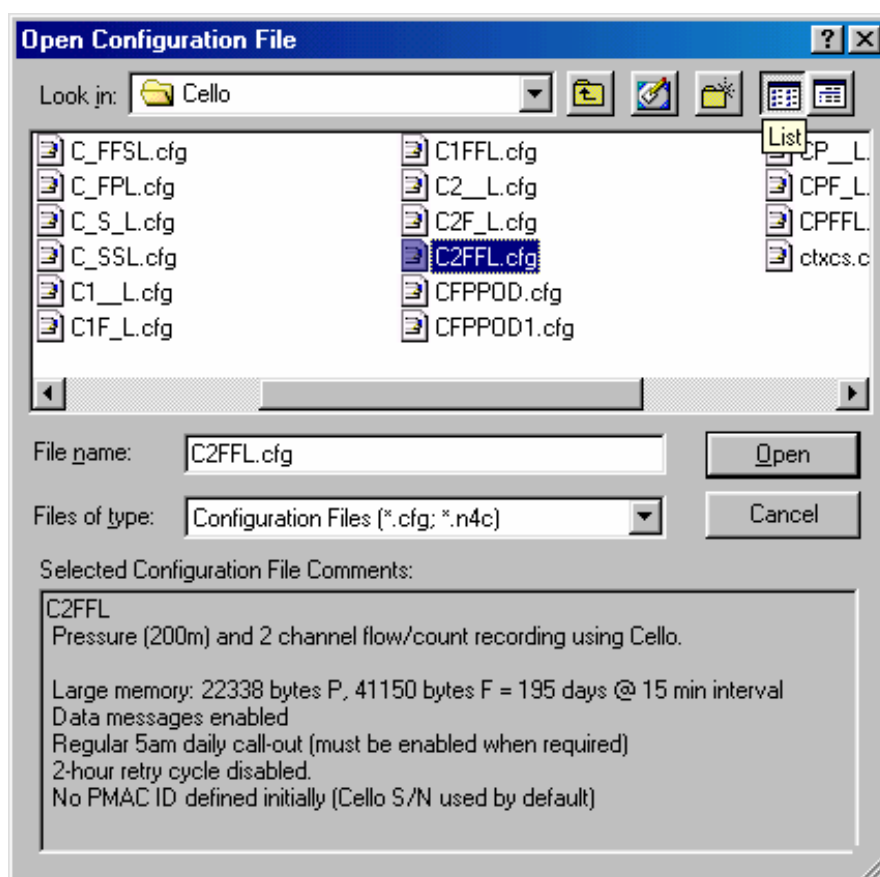 Open Configuration File
Look in: Cello
List
C_FFSL.cfg
C_FPL.cfg
C_S_L.cfg
C_SSL.cfg
C1__L.cfg
C1F_L.cfg
C1FFL.cfg
C2__L.cfg
C2F_L.cfg
C2FFL.cfg
CFPPOD.cfg
CFPPOD1.cfg
CP__L.
CPF_L.
CPFFL.
ctxcs.c
File name: C2FFL.cfg
Open
Files of type: Configuration Files (*.cfg; *.n4c)
Cancel
Selected Configuration File Comments:
C2FFL
Pressure (200m) and 2 channel flow/count recording using Cello.
Large memory: 22338 bytes P, 41150 bytes F = 195 days @ 15 min interval
Data messages enabled
Regular 5am daily call-out (must be enabled when required)
2-hour retry cycle disabled.
No PMAC ID defined initially (Cello S/N used by default)